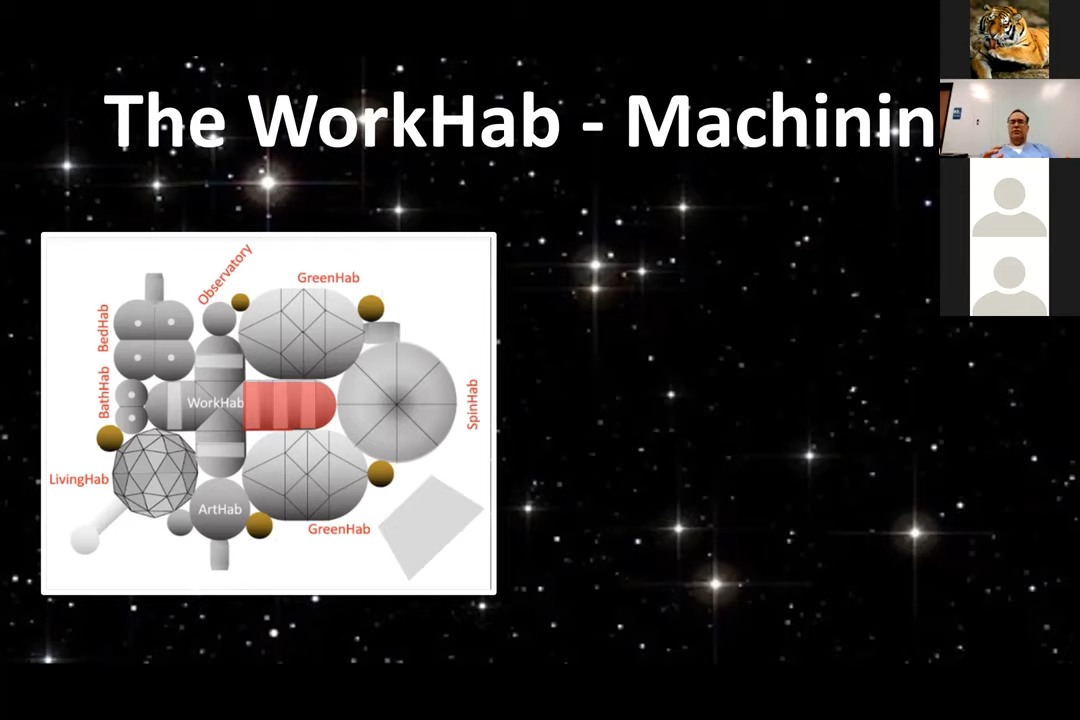 The WorkHab - Machinin
Observatory
GreenHab
BedHab
BathHab
WorkHab
SpinHab
LivingHab
ArtHab
GreenHab